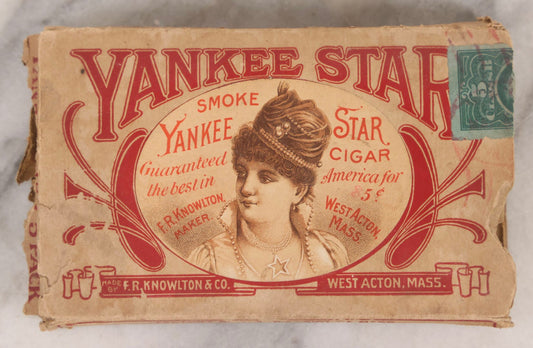 YANKEE STAR
SMOKE
YANKEE STAR
CIGAR
Guaranteed
the best in
America for
5¢
F.R. KNOWLTON
MAKER.
WEST ACTON,
MASS.
MADE
BY F.R. KNOWLTON & CO. WEST ACTON, MASS.